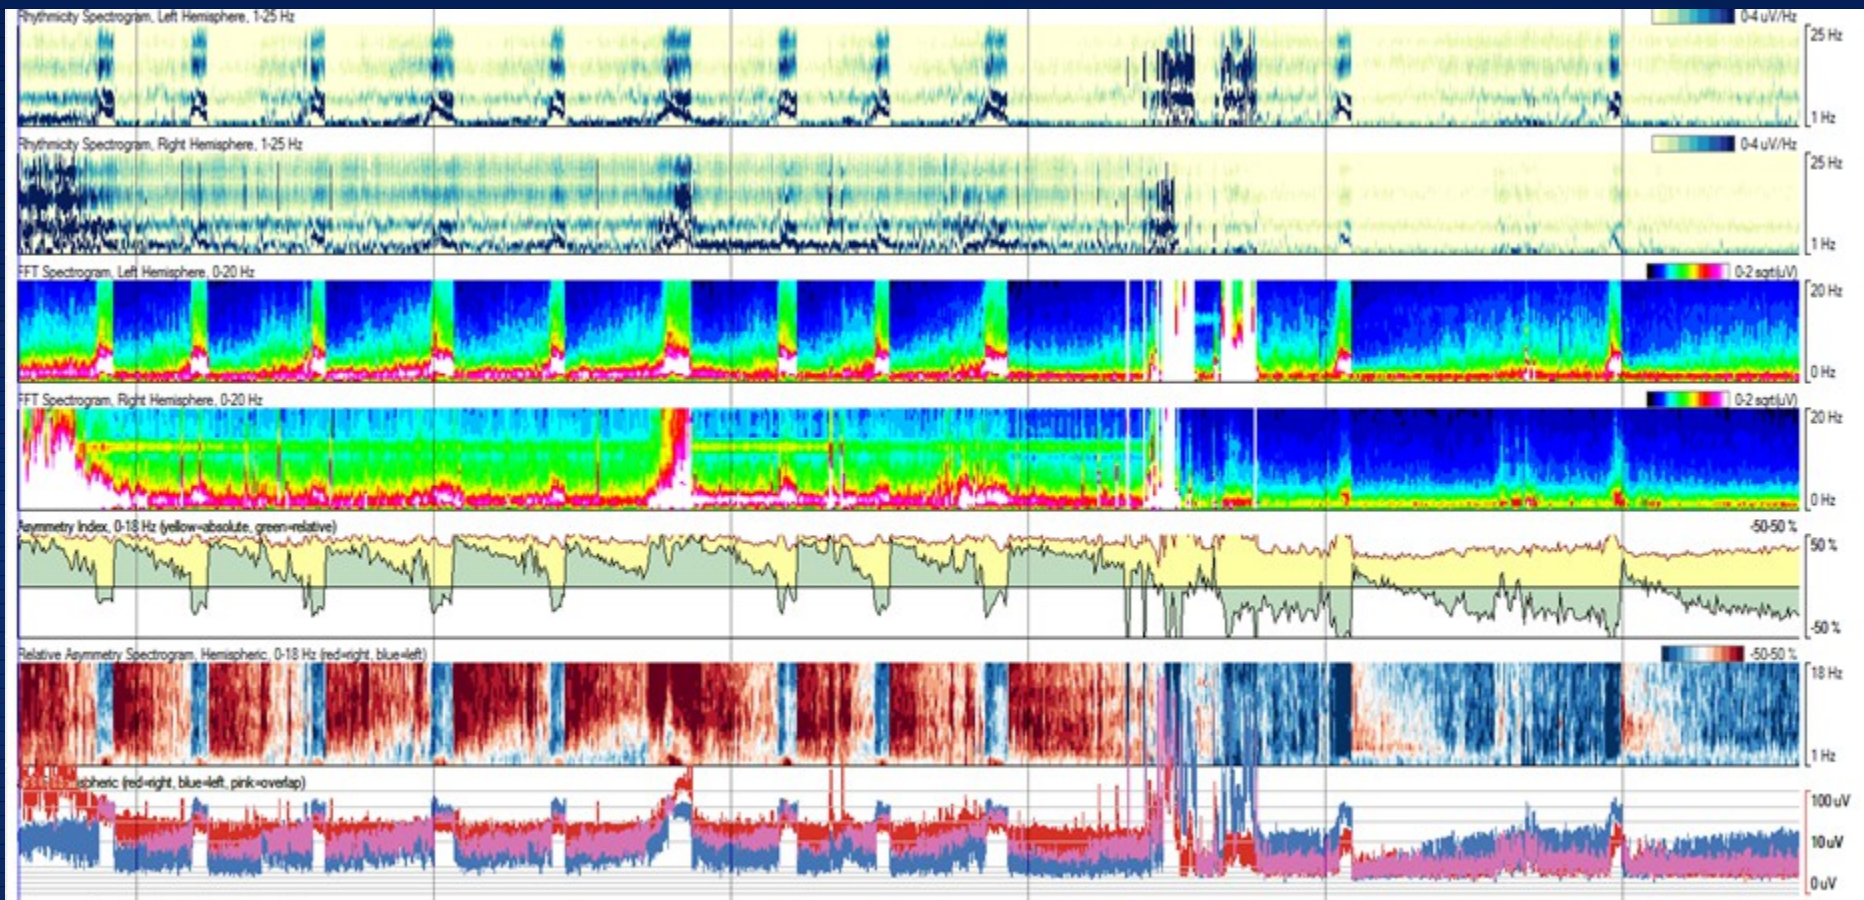 Rhythmicity Spectrogram, Left Hemisphere, 1-25 Hz
0-4 uV/Hz
25 Hz
1 Hz
Rhythmicity Spectrogram, Right Hemisphere, 1-25 Hz
0-4 uV/Hz
25 Hz
1 Hz
FFT Spectrogram, Left Hemisphere, 0-20 Hz
0-2 sqrt(uV)
20 Hz
0 Hz
FFT Spectrogram, Right Hemisphere, 0-20 Hz
0-2 sqrt(uV)
20 Hz
0 Hz
Asymmetry Index, 0-18 Hz (yellow=absolute, green=relative)
-50-50 %
50 %
-50 %
Relative Asymmetry Spectrogram, Hemispheric, 0-18 Hz (red=right, blue=left)
-50-50 %
18 Hz
1 Hz
spheric (red=right, blue=left, pink=overlap)
100 uV
10 uV
0 uV